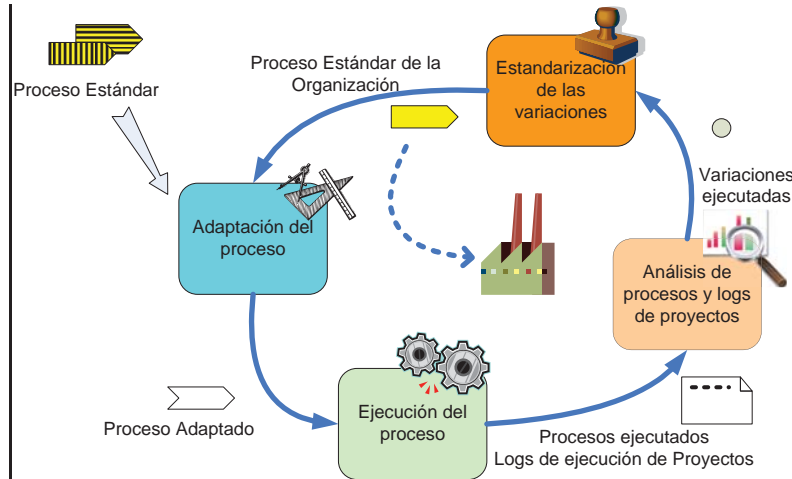 Proceso Estándar
Proceso Estándar de la
Organización
Estandarización
de las
variaciones
Variaciones
ejecutadas
Adaptación del
proceso
Análisis de
procesos y logs
de proyectos
Proceso Adaptado
Ejecución del
proceso
Procesos ejecutados
Logs de ejecución de Proyectos